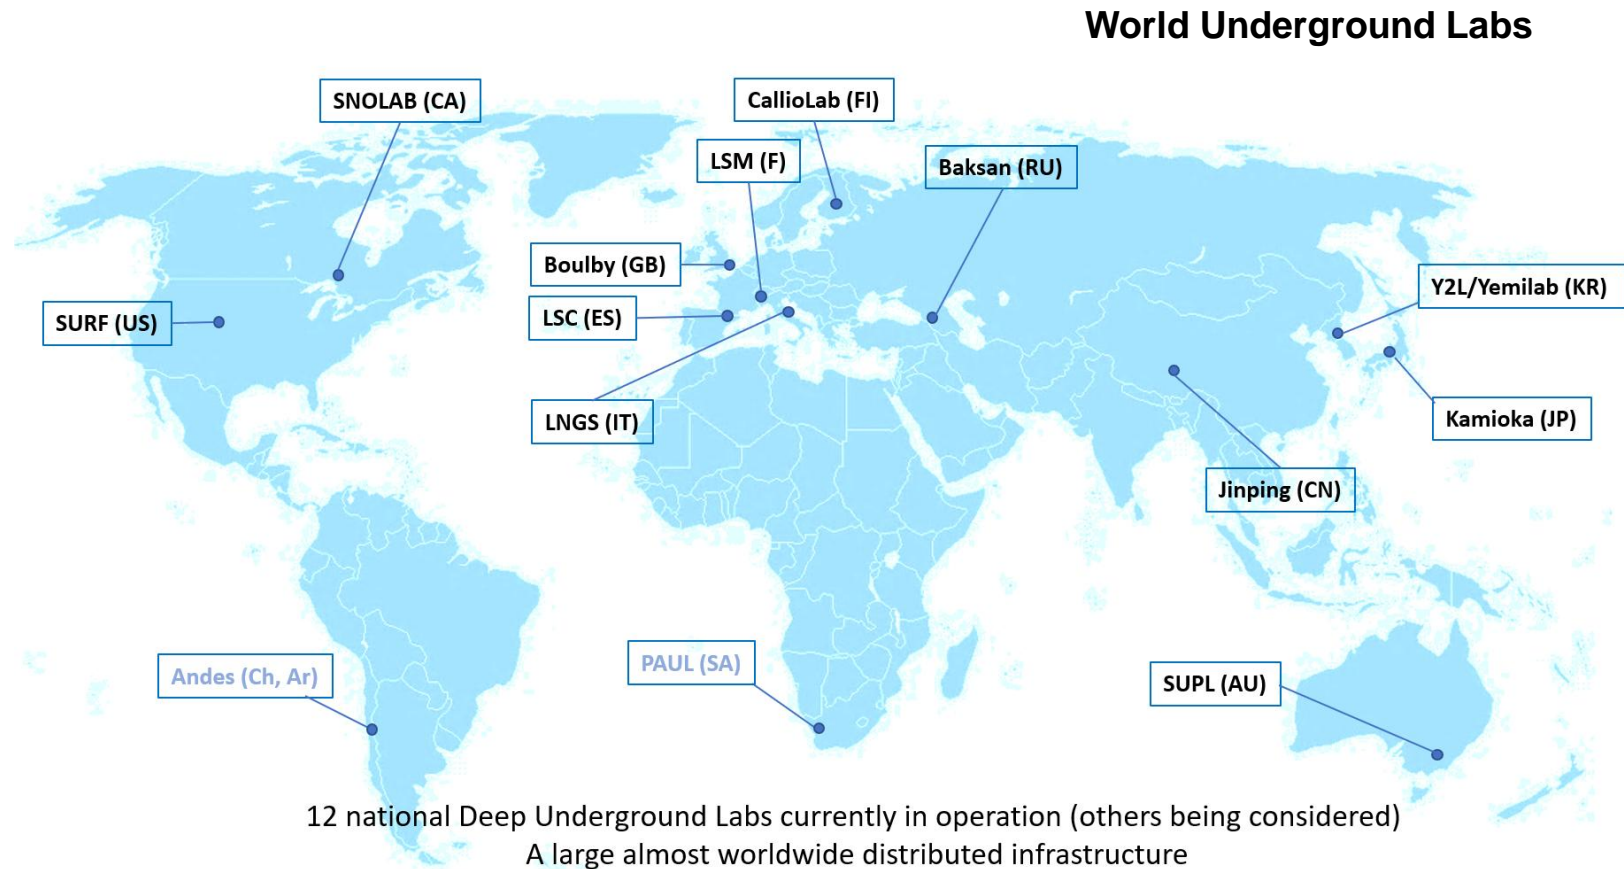 World Underground Labs
SNOLAB (CA)
CallioLab (FI)
LSM (F)
Baksan (RU)
Boulby (GB)
Y2L/Yemilab (KR)
SURF (US)
LSC (ES)
LNGS (IT)
Kamioka (JP)
Jinping (CN)
Andes (Ch, Ar)
PAUL (SA)
SUPL (AU)
12 national Deep Underground Labs currently in operation (others being considered)
A large almost worldwide distributed infrastructure